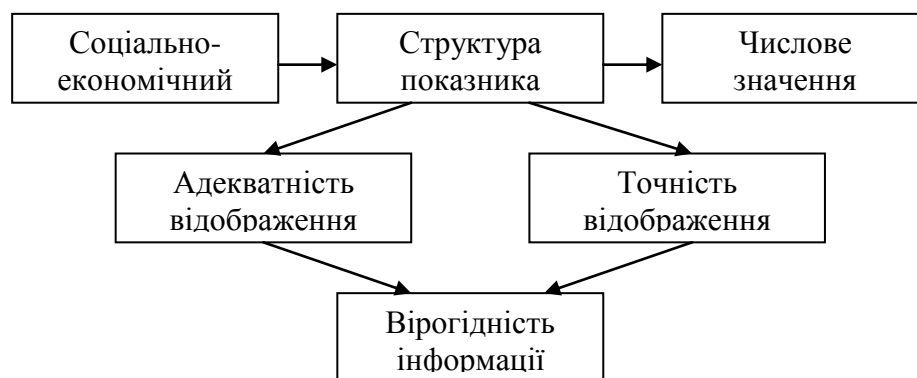 Соціально-
економічний
Структура
показника
Числове
значення
Адекватність
відображення
Точність
відображення
Вірогідність
інформації